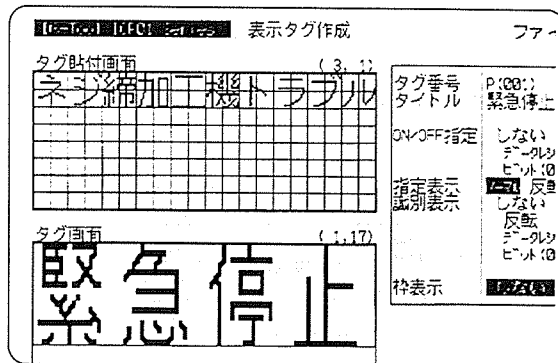 表示タグ作成 ファイ
タグ貼付画面 ( 3, 1)
ネジ締加工機トラブル
タグ画面 ( 1,17)
緊急停止
タグ番号 P(001)
タイトル 緊急停止
ON/OFF指定 しない
データレジ
ビット(0
指定表示 ノーマル 反転
識別表示 しない
反転
データレジ
ビット(0
枠表示 しない